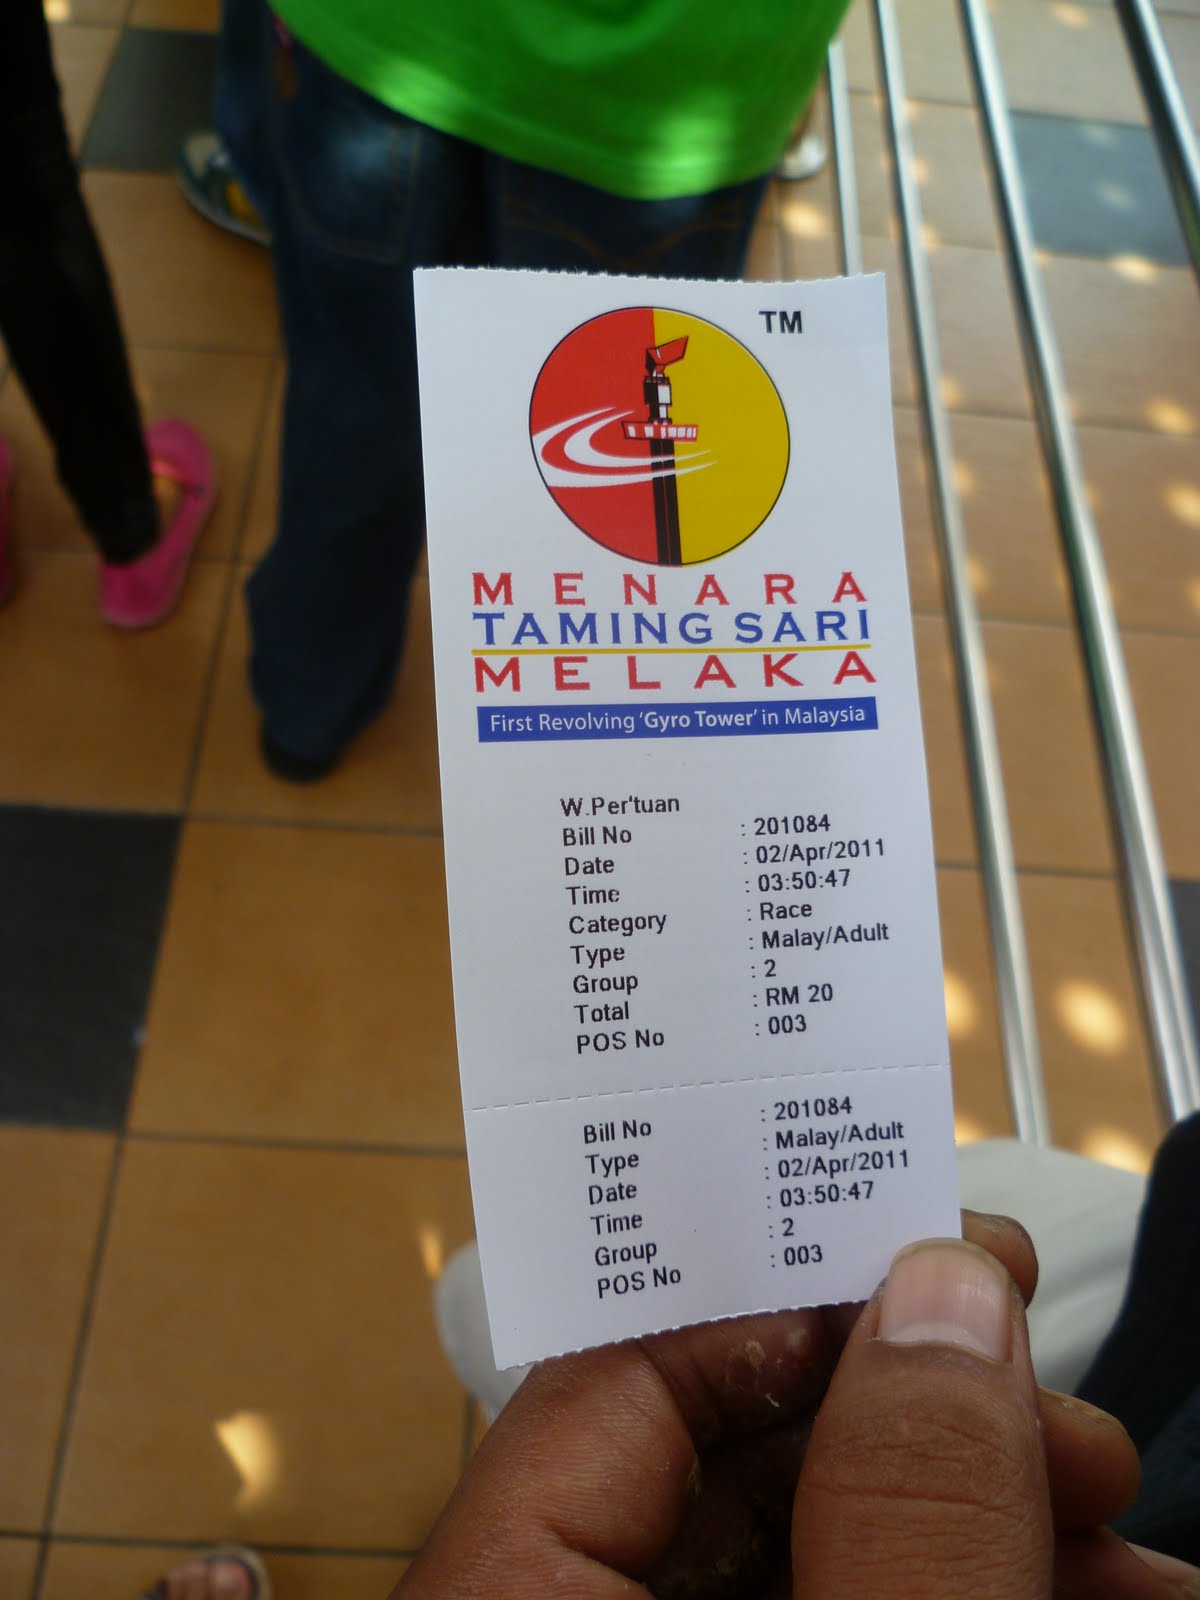 TM
MENARA
TAMING SARI
MELAKA
First Revolving 'Gyro Tower' in Malaysia
W.Per'tuan
Bill No : 201084
Date : 02/Apr/2011
Time : 03:50:47
Category : Race
Type : Malay/Adult
Group : 2
Total : RM 20
POS No : 003
Bill No : 201084
Type : Malay/Adult
Date : 02/Apr/2011
Time : 03:50:47
Group : 2
POS No : 003